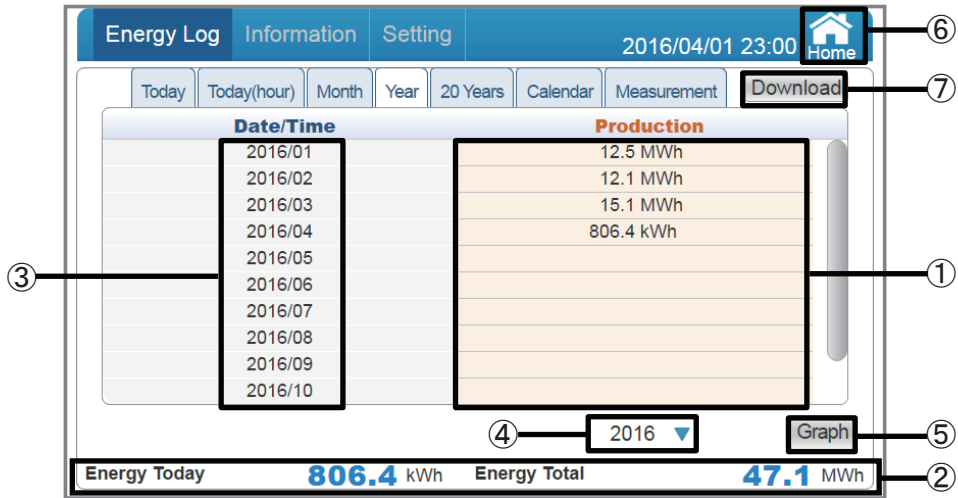 Energy Log Information Setting 2016/04/01 23:00 Home ⑥
Today Today(hour) Month Year 20 Years Calendar Measurement Download ⑦
Date/Time Production
2016/01 12.5 MWh
2016/02 12.1 MWh
2016/03 15.1 MWh
2016/04 806.4 kWh
2016/05
③ 2016/06 ①
2016/07
2016/08
2016/09
2016/10
④ 2016 Graph ⑤
Energy Today 806.4 kWh Energy Total 47.1 MWh ②